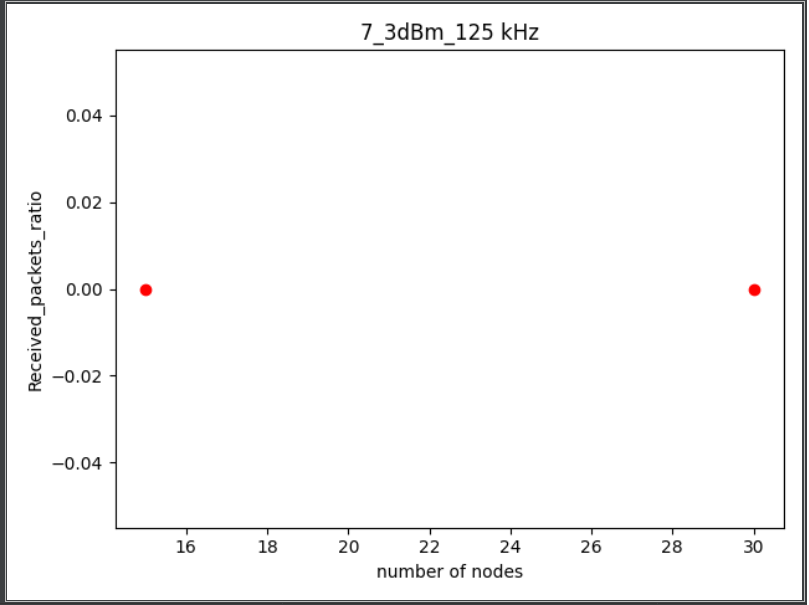 7_3dBm_125 kHz
0.04
0.02
0.00
−0.02
−0.04
Received_packets_ratio
16 18 20 22 24 26 28 30
number of nodes